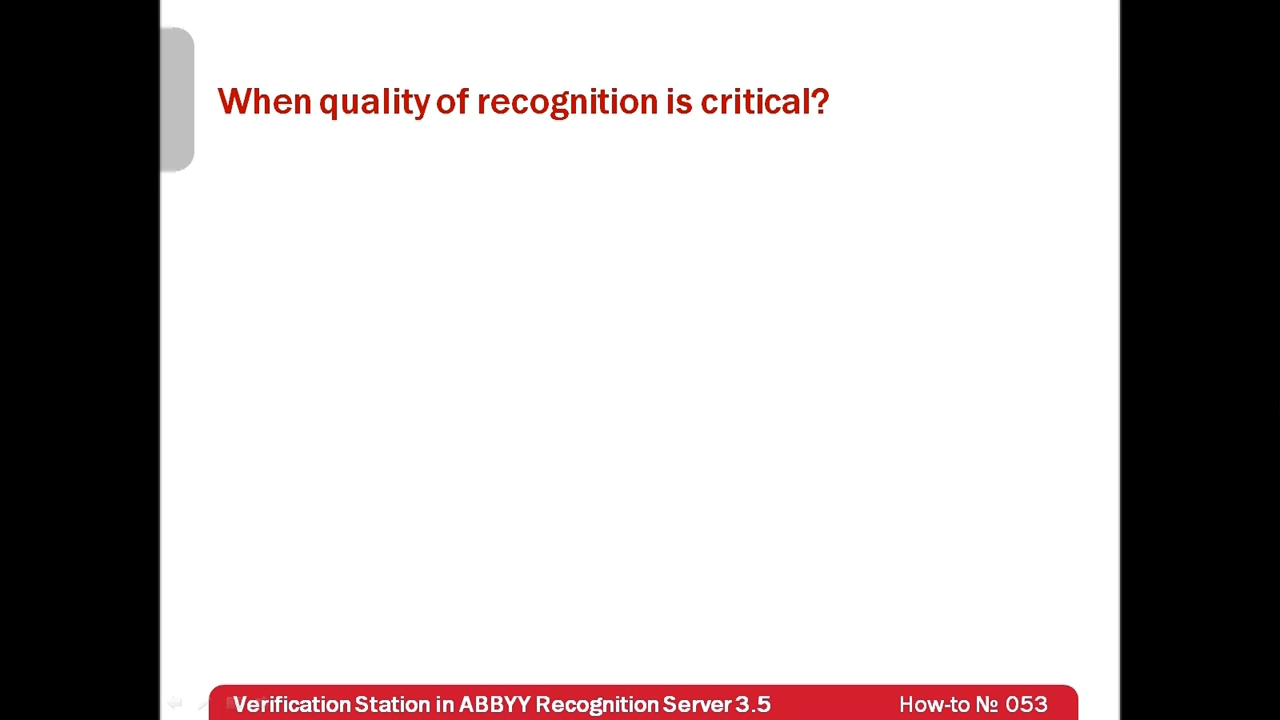 When quality of recognition is critical?
Verification Station in ABBYY Recognition Server 3.5 How-to № 053